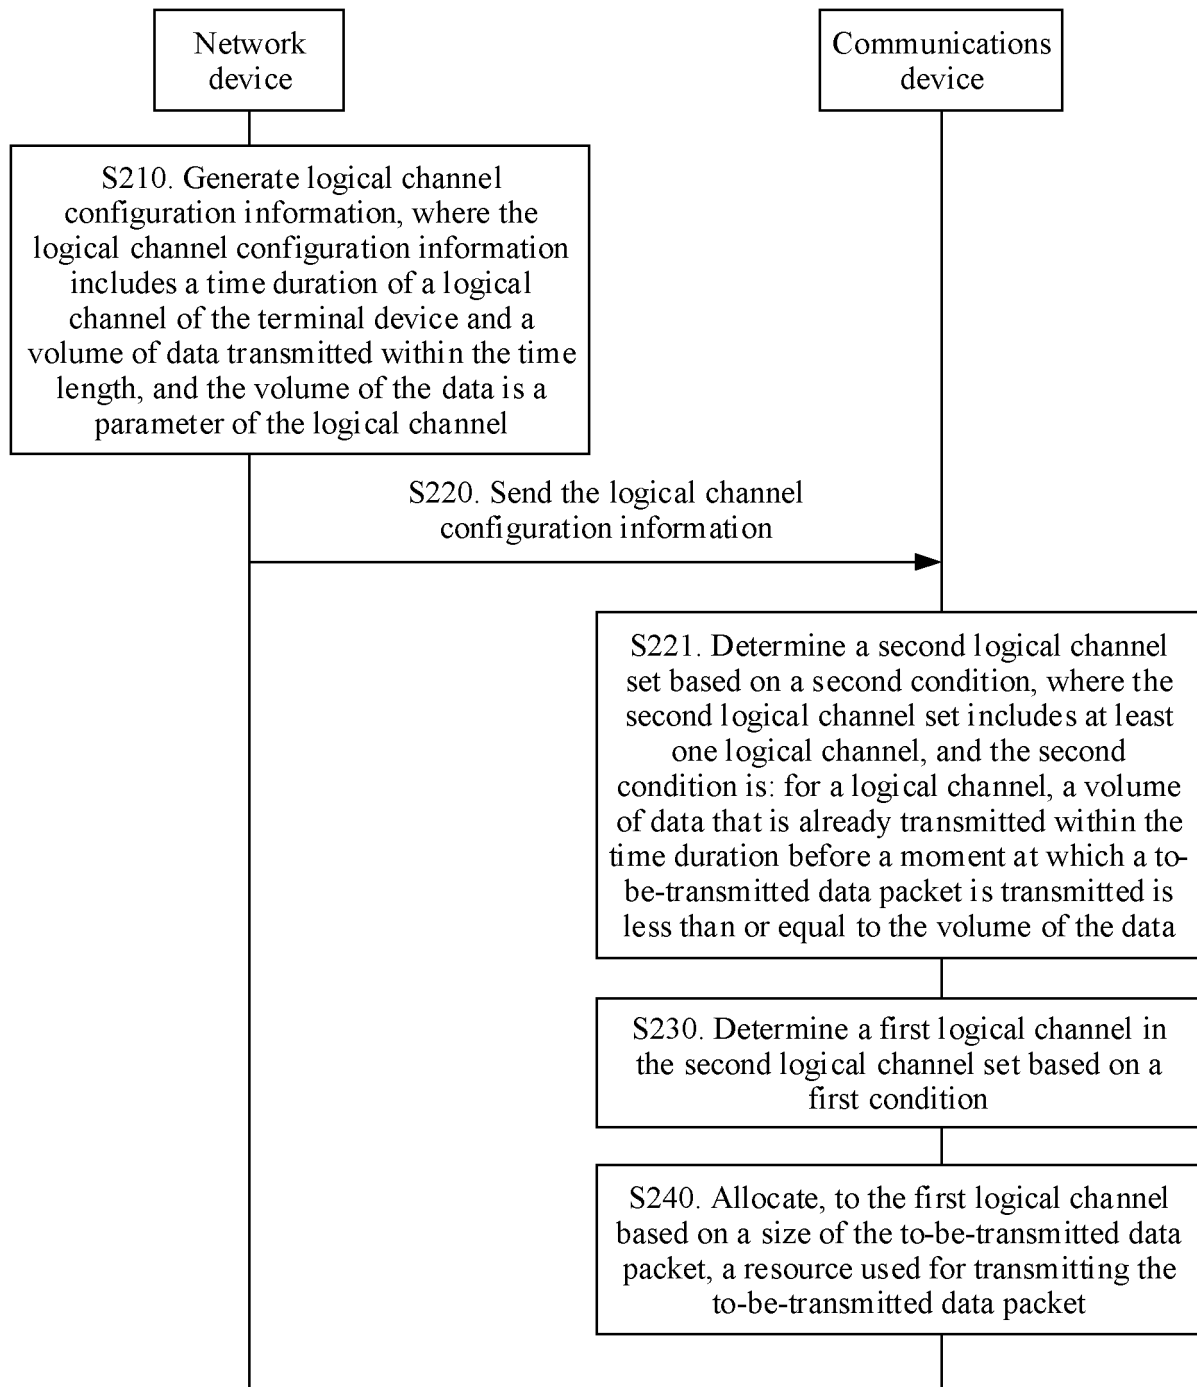 Network
device
Communications
device
S210. Generate logical channel
configuration information, where the
logical channel configuration information
includes a time duration of a logical
channel of the terminal device and a
volume of data transmitted within the time
length, and the volume of the data is a
parameter of the logical channel
S220. Send the logical channel
configuration information
S221. Determine a second logical channel
set based on a second condition, where the
second logical channel set includes at least
one logical channel, and the second
condition is: for a logical channel, a volume
of data that is already transmitted within the
time duration before a moment at which a to-
be-transmitted data packet is transmitted is
less than or equal to the volume of the data
S230. Determine a first logical channel in
the second logical channel set based on a
first condition
S240. Allocate, to the first logical channel
based on a size of the to-be-transmitted data
packet, a resource used for transmitting the
to-be-transmitted data packet